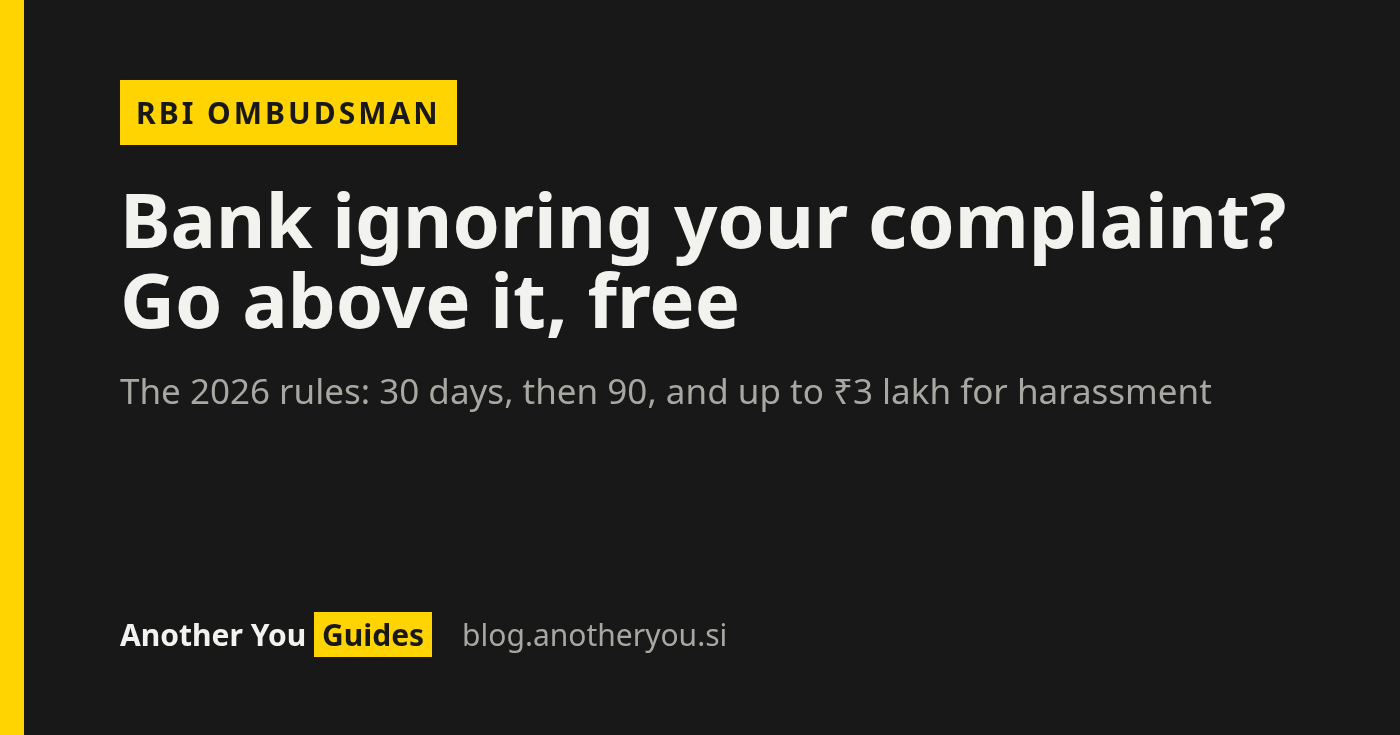 RBI OMBUDSMAN
Bank ignoring your complaint?
Go above it, free
The 2026 rules: 30 days, then 90, and up to ₹3 lakh for harassment
Another You Guides blog.anotheryou.si